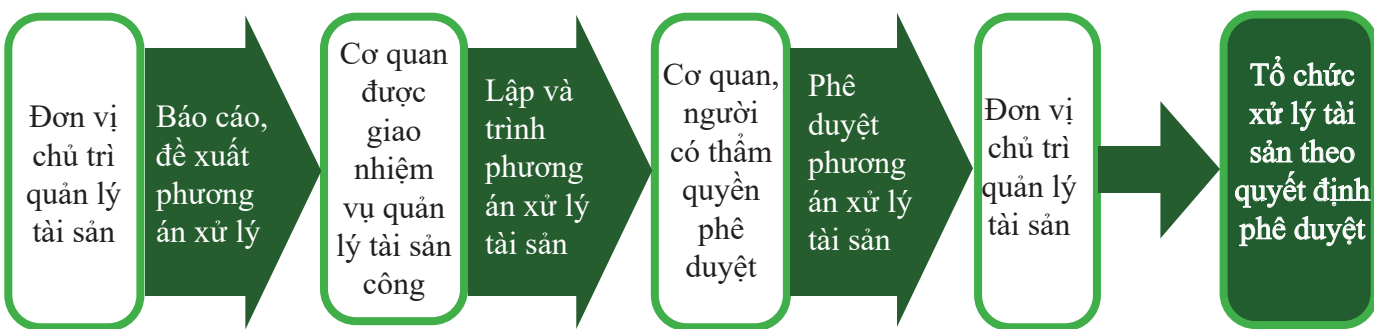 Đơn vị
chủ trì
quản lý
tài sản
Báo cáo,
đề xuất
phương
án xử lý
Cơ quan
được
giao
nhiệm
vụ quản
lý tài sản
công
Lập và
trình
phương
án xử lý
tài sản
Cơ quan,
người
có thẩm
quyền
phê
duyệt
Phê
duyệt
phương
án xử lý
tài sản
Đơn vị
chủ trì
quản lý
tài sản
Tổ chức
xử lý tài
sản theo
quyết định
phê duyệt